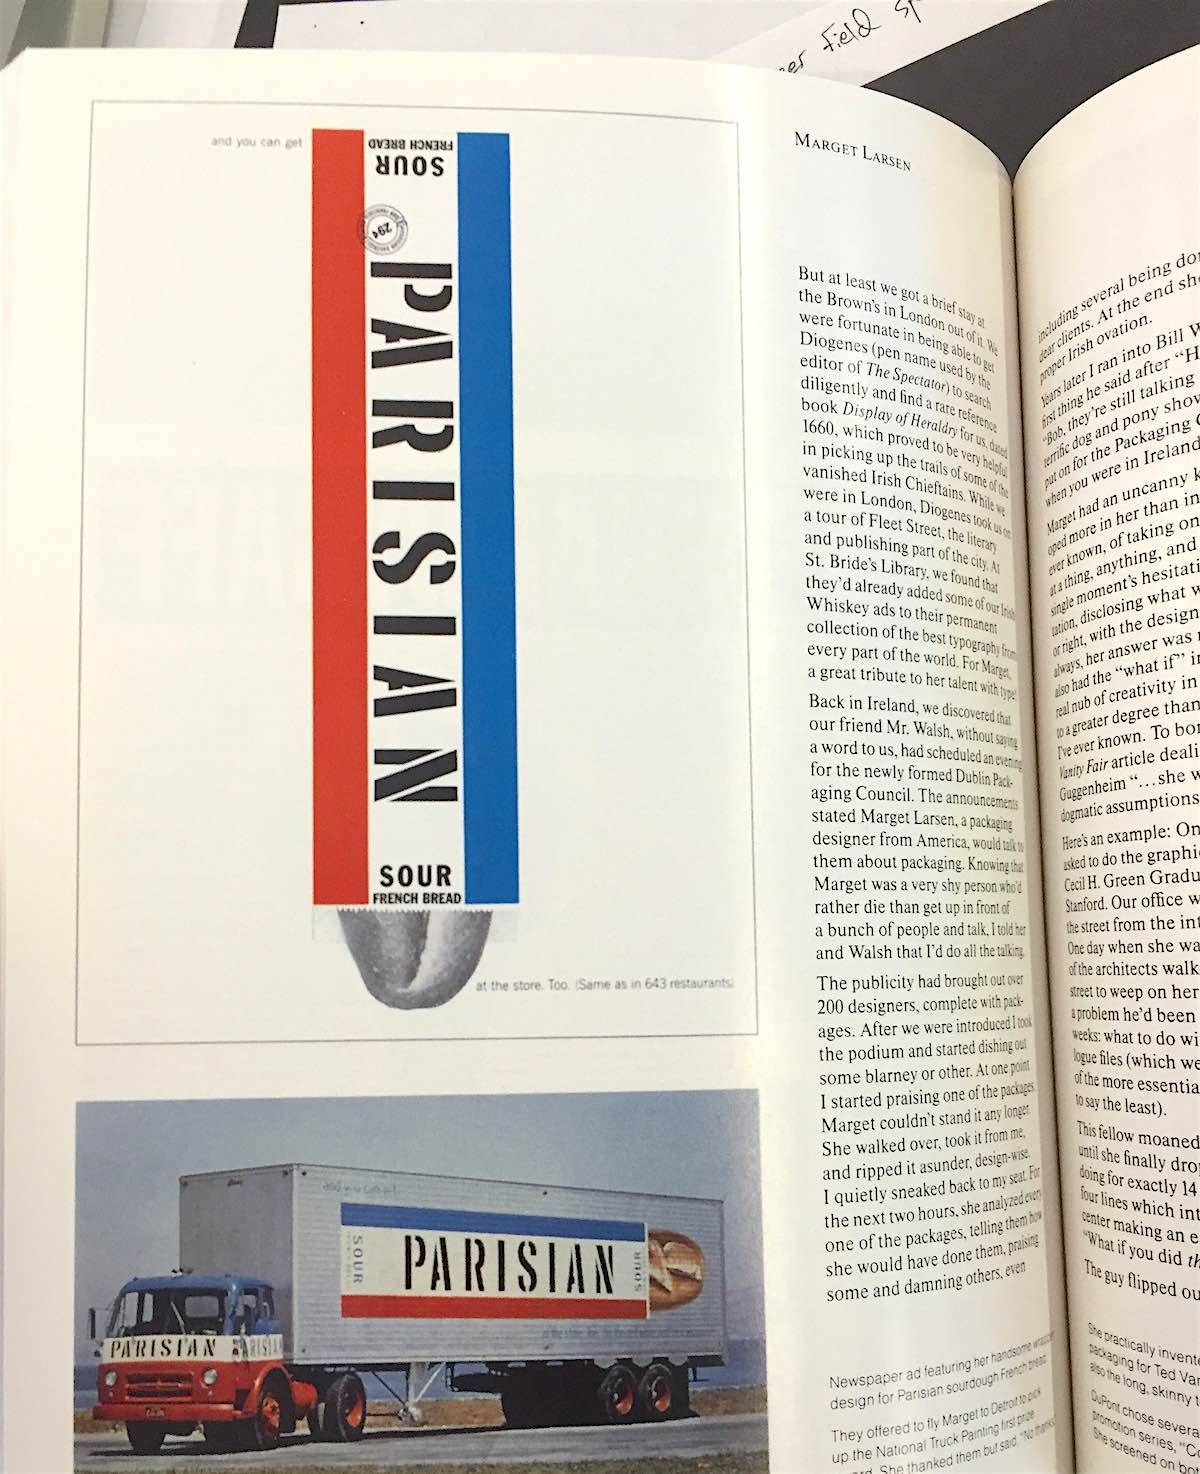 er Field Sp
and you can get
FRENCH BREAD
SOUR
294
PARISIAN
SOUR
FRENCH BREAD
at the store. Too. (Same as in 643 restaurants)
PARISIAN
SOUR
SOUR
PARISIAN
PARISIAN
MARGET LARSEN
But at least we got a brief stay at
the Brown's in London out of it. We
were fortunate in being able to get
Diogenes (pen name used by the
editor of The Spectator) to search
diligently and find a rare reference
book Display of Heraldry for us, dated
1660, which proved to be very helpful
in picking up the trails of some of the
vanished Irish Chieftains. While we
were in London, Diogenes took us on
a tour of Fleet Street, the literary
and publishing part of the city. At
St. Bride's Library, we found that
they'd already added some of our Irish
Whiskey ads to their permanent
collection of the best typography from
every part of the world. For Marget,
a great tribute to her talent with type!
Back in Ireland, we discovered that
our friend Mr. Walsh, without saying
a word to us, had scheduled an evening
for the newly formed Dublin Pack-
aging Council. The announcements
stated Marget Larsen, a packaging
designer from America, would talk to
them about packaging. Knowing that
Marget was a very shy person who'd
rather die than get up in front of
a bunch of people and talk, I told her
and Walsh that I'd do all the talking.
The publicity had brought out over
200 designers, complete with pack-
ages. After we were introduced I took
the podium and started dishing out
some blarney or other. At one point
I started praising one of the packages.
Marget couldn't stand it any longer.
She walked over, took it from me,
and ripped it asunder, design-wise.
I quietly sneaked back to my seat. For
the next two hours, she analyzed every
one of the packages, telling them how
she would have done them, praising
some and damning others, even
Newspaper ad featuring her handsome wrapper
design for Parisian sourdough French bread.
They offered to fly Marget to Detroit to pick
up the National Truck Painting first prize
She thanked them but said, "No thanks
including several being do
dear clients. At the end sh
proper Irish ovation.
Years later I ran into Bill W
first thing he said after "H
"Bob, they're still talking
terrific dog and pony show
put on for the Packaging C
when you were in Ireland
Marget had an uncanny k
oped more in her than in
ever known, of taking on
at a thing, anything, and
single moment's hesitati
tation, disclosing what w
or right, with the design
always, her answer was
also had the "what if" in
real nub of creativity in
to a greater degree than
I've ever known. To bor
Vanity Fair article deali
Guggenheim "...she w
dogmatic assumptions
Here's an example: On
asked to do the graphi
Cecil H. Green Gradu
Stanford. Our office w
the street from the int
One day when she wa
of the architects walk
street to weep on her
a problem he'd been
weeks: what to do wi
logue files (which we
of the more essentia
to say the least).
This fellow moaned
until she finally dro
doing for exactly 14
four lines which int
center making an e
"What if you did th
The guy flipped ou
She practically invente
packaging for Ted Var
also the long, skinny t
DuPont chose severa
promotion series, "Co
She screened on bot